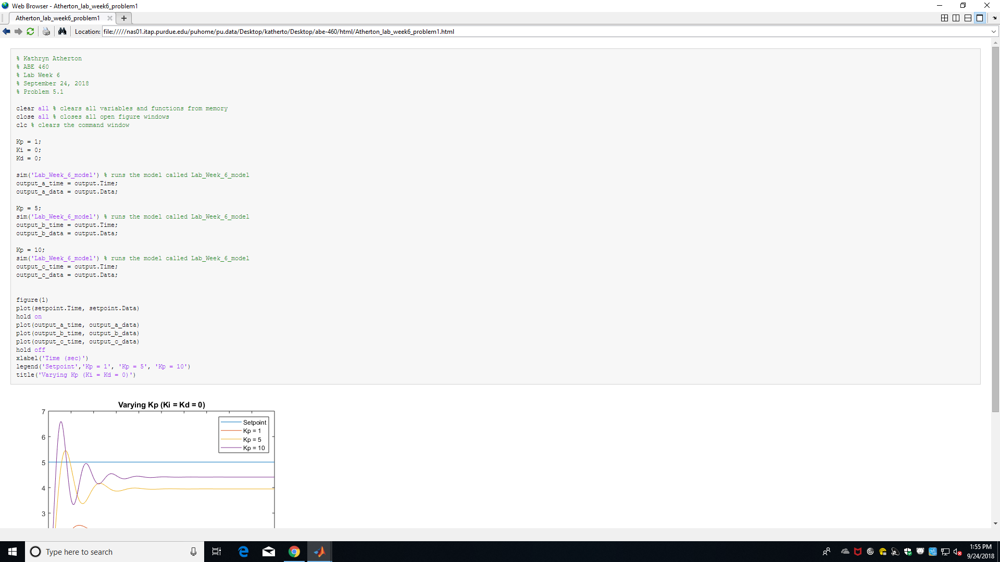 Web Browser - Atherton_lab_week6_problem1
Atherton_lab_week6_problem1
Location: file://///nas01.itap.purdue.edu/puhome/pu.data/Desktop/katherto/Desktop/abe-460/html/Atherton_lab_week6_problem1.html
% Kathryn Atherton
% ABE 460
% Lab Week 6
% September 24, 2018
% Problem 5.1
clear all % clears all variables and functions from memory
close all % closes all open figure windows
clc % clears the command window
Kp = 1;
Ki = 0;
Kd = 0;
sim('Lab_Week_6_model') % runs the model called Lab_Week_6_model
output_a_time = output.Time;
output_a_data = output.Data;
Kp = 5;
sim('Lab_Week_6_model') % runs the model called Lab_Week_6_model
output_b_time = output.Time;
output_b_data = output.Data;
Kp = 10;
sim('Lab_Week_6_model') % runs the model called Lab_Week_6_model
output_c_time = output.Time;
output_c_data = output.Data;
figure(1)
plot(setpoint.Time, setpoint.Data)
hold on
plot(output_a_time, output_a_data)
plot(output_b_time, output_b_data)
plot(output_c_time, output_c_data)
hold off
xlabel('Time (sec)')
legend('Setpoint','Kp = 1', 'Kp = 5', 'Kp = 10')
title('Varying Kp (Ki = Kd = 0)')
Varying Kp (Ki = Kd = 0)
7
6
5
4
3
Setpoint
Kp = 1
Kp = 5
Kp = 10
Type here to search
1:55 PM
9/24/2018